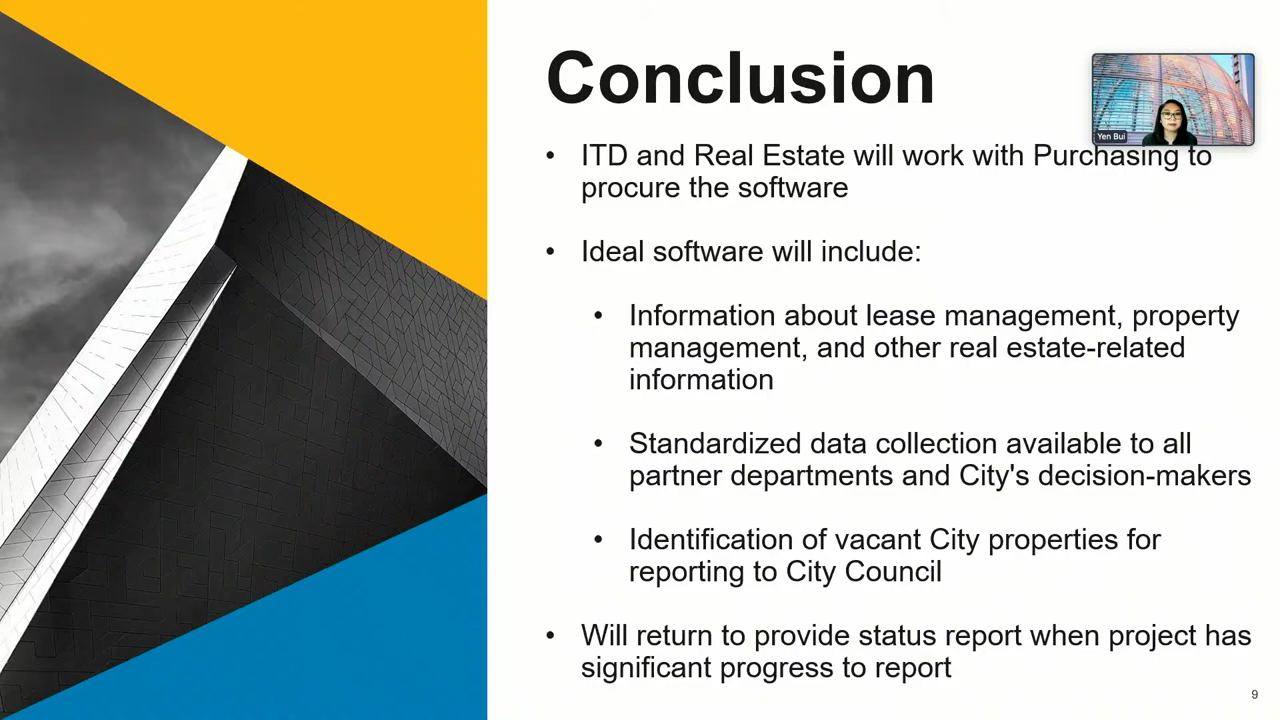 Conclusion
Yen Bui
• ITD and Real Estate will work with Purchasing to
procure the software
• Ideal software will include:
• Information about lease management, property
management, and other real estate-related
information
• Standardized data collection available to all
partner departments and City's decision-makers
• Identification of vacant City properties for
reporting to City Council
• Will return to provide status report when project has
significant progress to report
9